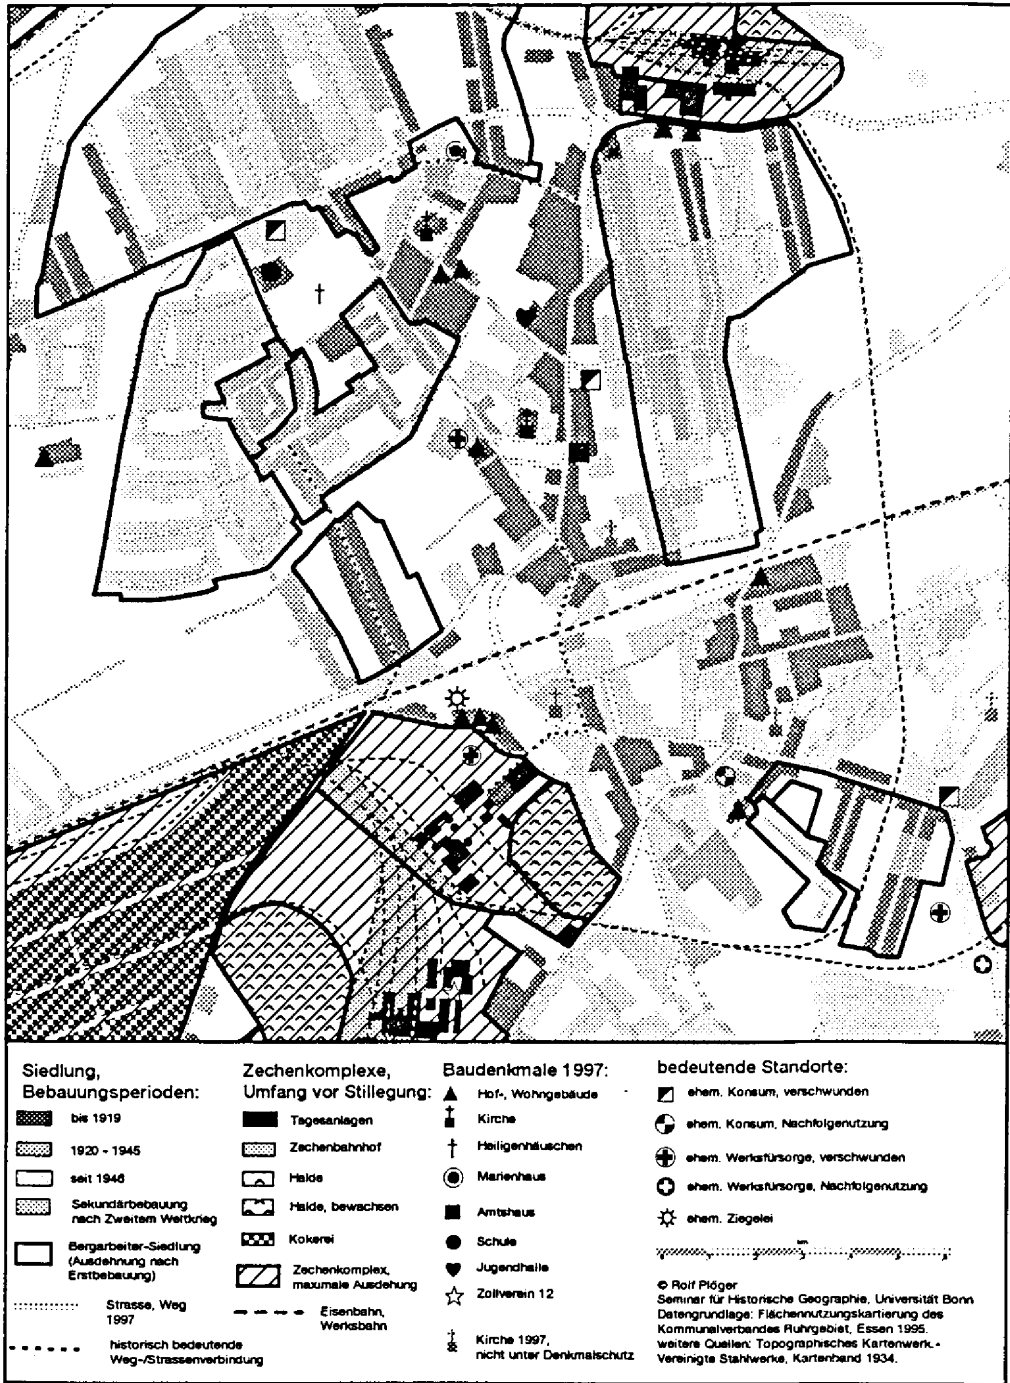 Siedlung,
Bebauungsperioden:
bis 1919
1920 - 1945
seit 1946
Sekundärbebauung
nach Zweitem Weltkrieg
Bergarbeiter-Siedlung
(Ausdehnung nach
Erstbebauung)
Strasse, Weg
1997
historisch bedeutende
Weg-/Strassenverbindung
Zechenkomplexe,
Umfang vor Stillegung:
Tagesanlagen
Zechenbahnhof
Halde
Halde, bewachsen
Kokerei
Zechenkomplex,
maximale Ausdehung
Eisenbahn,
Werksbahn
Baudenkmale 1997:
Hof-, Wohngebäude
Kirche
Heiligenhäuschen
Marienhaus
Amtshaus
Schule
Jugendhalle
Zollverein 12
Kirche 1997,
nicht unter Denkmalschutz
bedeutende Standorte:
ehem. Konsum, verschwunden
ehem. Konsum, Nachfolgenutzung
ehem. Werksfürsorge, verschwunden
ehem. Werksfürsorge, Nachfolgenutzung
ehem. Ziegelei
© Rolf Plöger
Seminar für Historische Geographie, Universität Bonn
Datengrundlage: Flächennutzungskartierung des
Kommunalverbandes Ruhrgebiet, Essen 1995.
weitere Quellen: Topographisches Kartenwerk.-
Vereinigte Stahlwerke, Kartenband 1934.